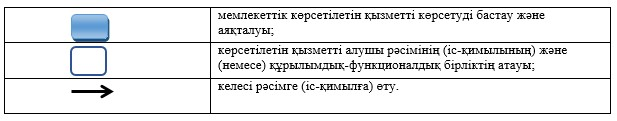 мемлекеттік көрсетілетін қызметті көрсетуді бастау және
аяқталуы;
көрсетілетін қызметті алушы рәсімінің (іс-қимылының) және
(немесе) құрылымдық-функционалдық бірліктің атауы;
келесі рәсімге (іс-қимылға) өту.